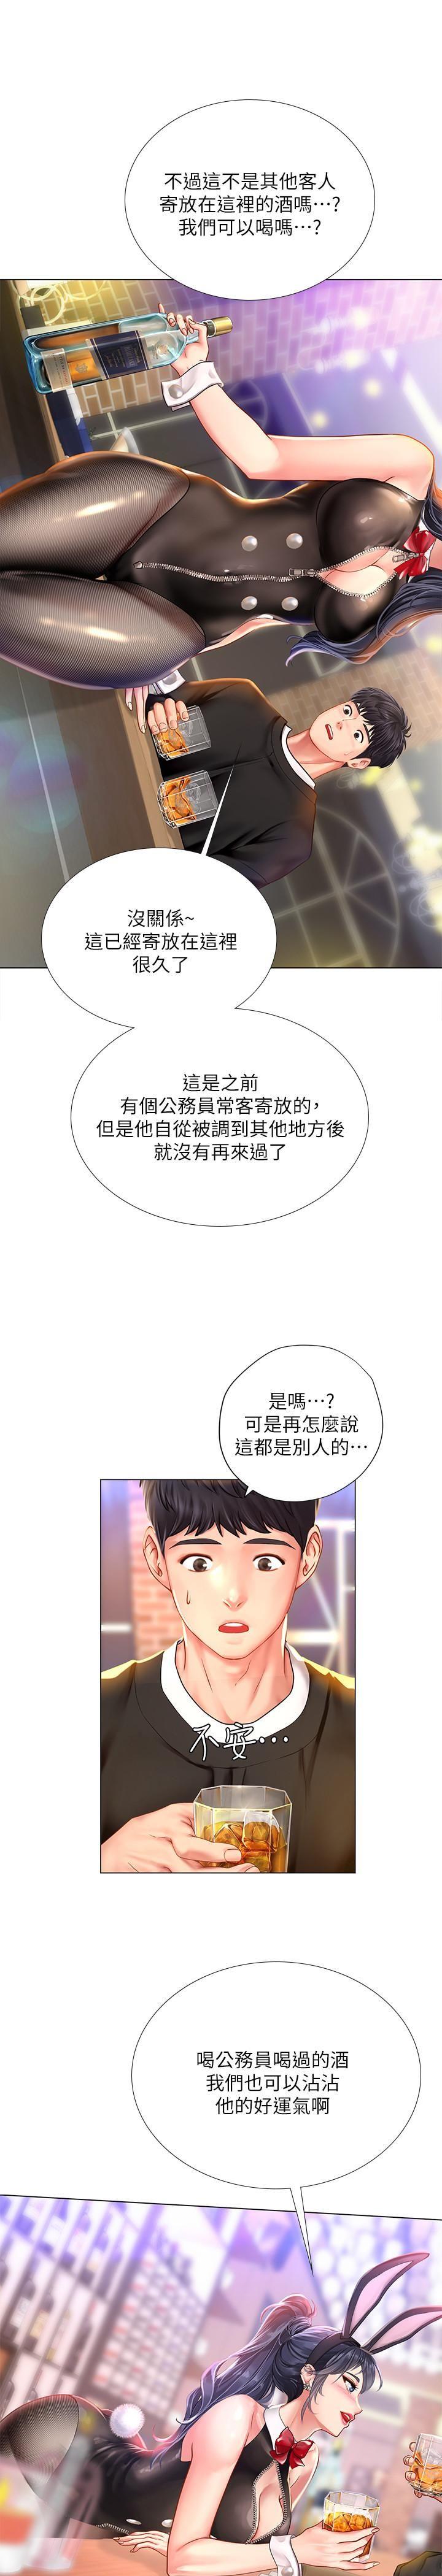 不過這不是其他客人
寄放在這裡的酒嗎…?
我們可以喝嗎…?
沒關係~
這已經寄放在這裡
很久了
這是之前
有個公務員常客寄放的,
但是他自從被調到其他地方後
就沒有再來過了
是嗎…?
可是再怎麼說
這都是別人的…
不安…
喝公務員喝過的酒
我們也可以沾沾
他的好運氣啊